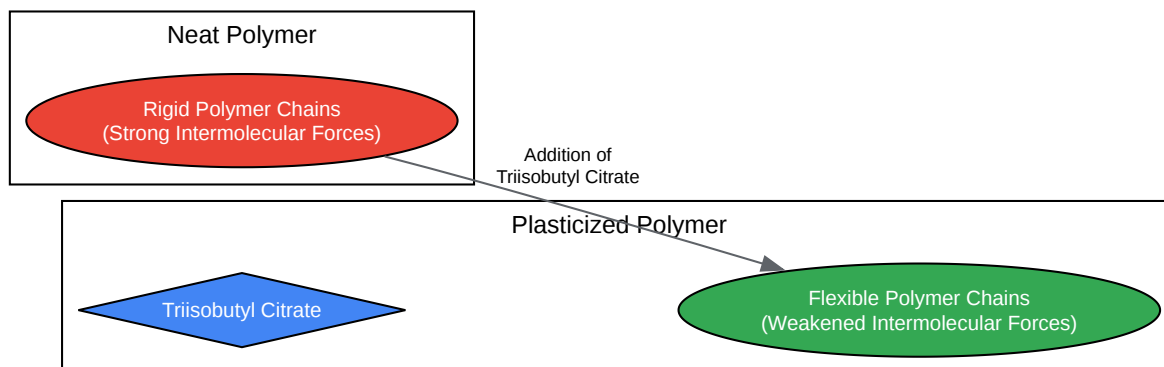 Neat Polymer
Rigid Polymer Chains
(Strong Intermolecular Forces)
Addition of
Triisobutyl Citrate
Plasticized Polymer
Triisobutyl Citrate
Flexible Polymer Chains
(Weakened Intermolecular Forces)